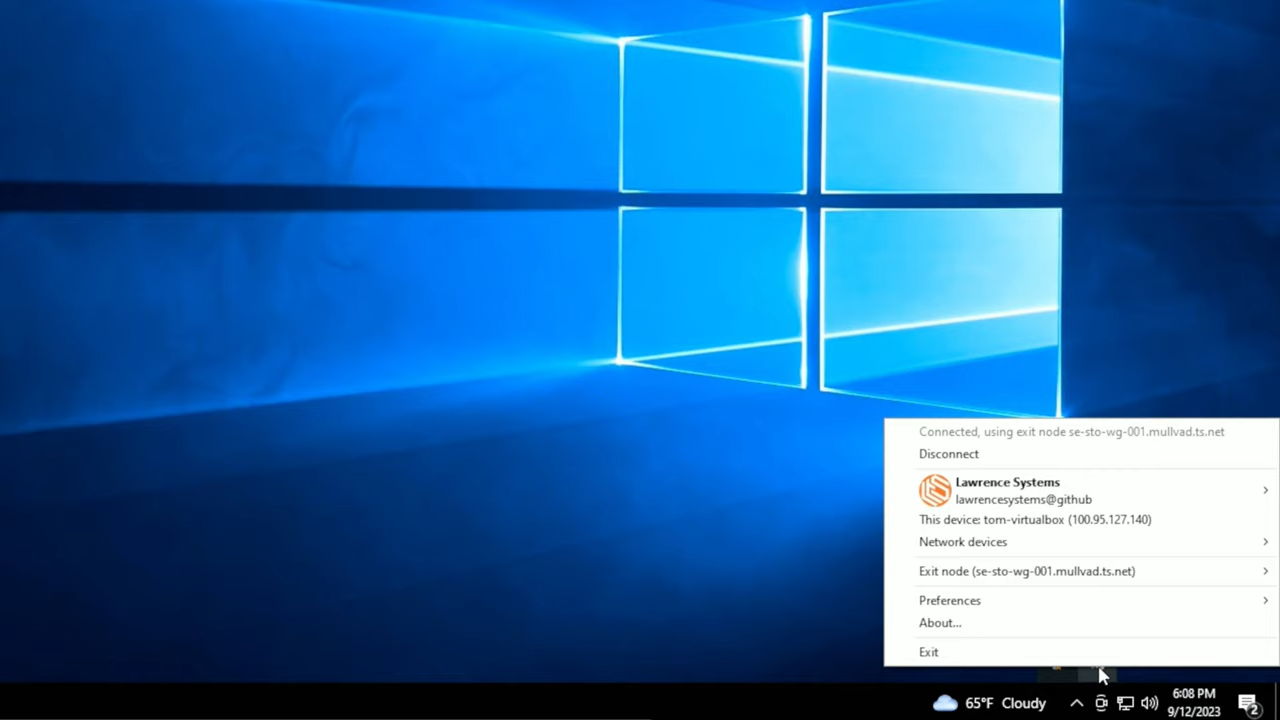 Connected, using exit node se-sto-wg-001.mullvad.ts.net
Disconnect
Lawrence Systems
lawrencesystems@github
This device: tom-virtualbox (100.95.127.140)
Network devices
Exit node (se-sto-wg-001.mullvad.ts.net)
Preferences
About...
Exit
65°F Cloudy
6:08 PM
9/12/2023
2